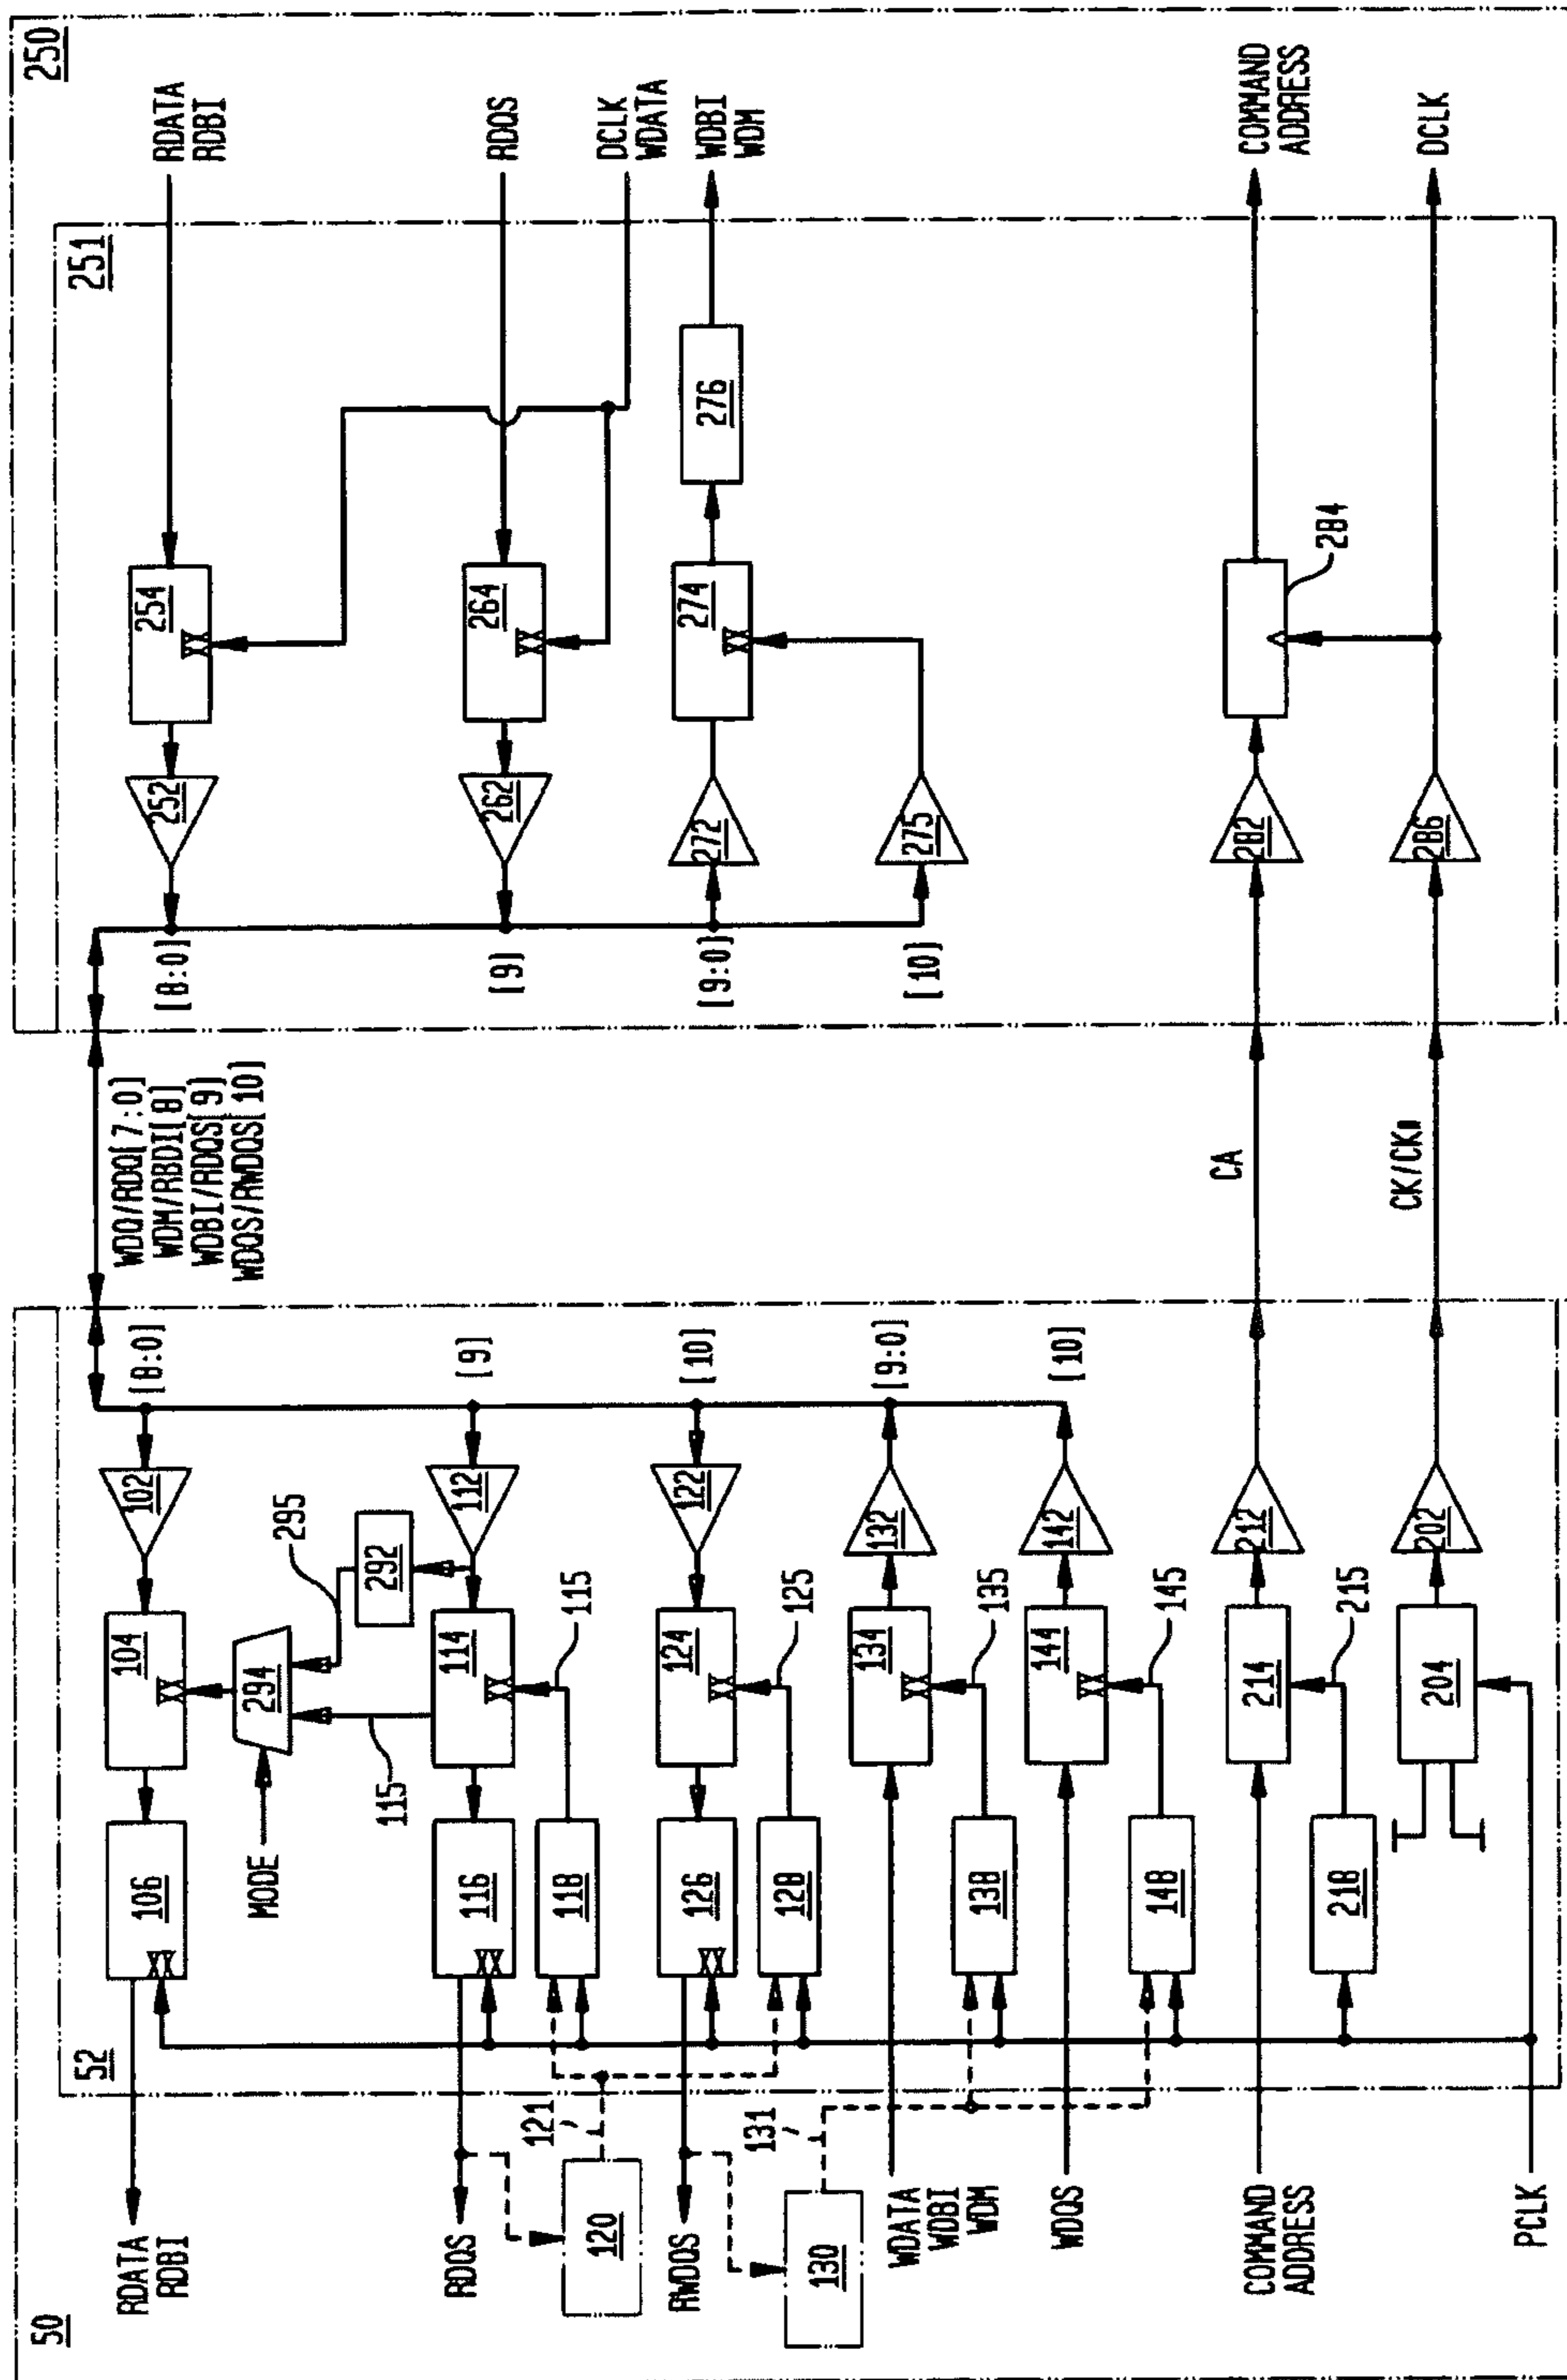 50
250
52
251
RDATA
RDBI
106
104
102
[8:0]
WDQ/RDQ[7:0]
WDM/RBDI[8]
WDBI/RDQS[9]
WDQS/RWDQS[10]
[8:0]
252
254
RDATA
RDBI
MODE
294
295
115
292
RDQS
116
114
112
[9]
[9]
262
264
RDQS
121
120
118
115
DCLK
WDATA
RWDQS
126
124
122
[10]
[9:0]
272
274
276
WDBI
WDM
131
130
128
125
WDATA
WDBI
WDM
134
132
[9:0]
[10]
275
138
135
WDQS
144
142
[10]
148
145
COMMAND
ADDRESS
214
212
CA
282
284
COMMAND
ADDRESS
218
215
204
202
CK/CKn
286
DCLK
PCLK